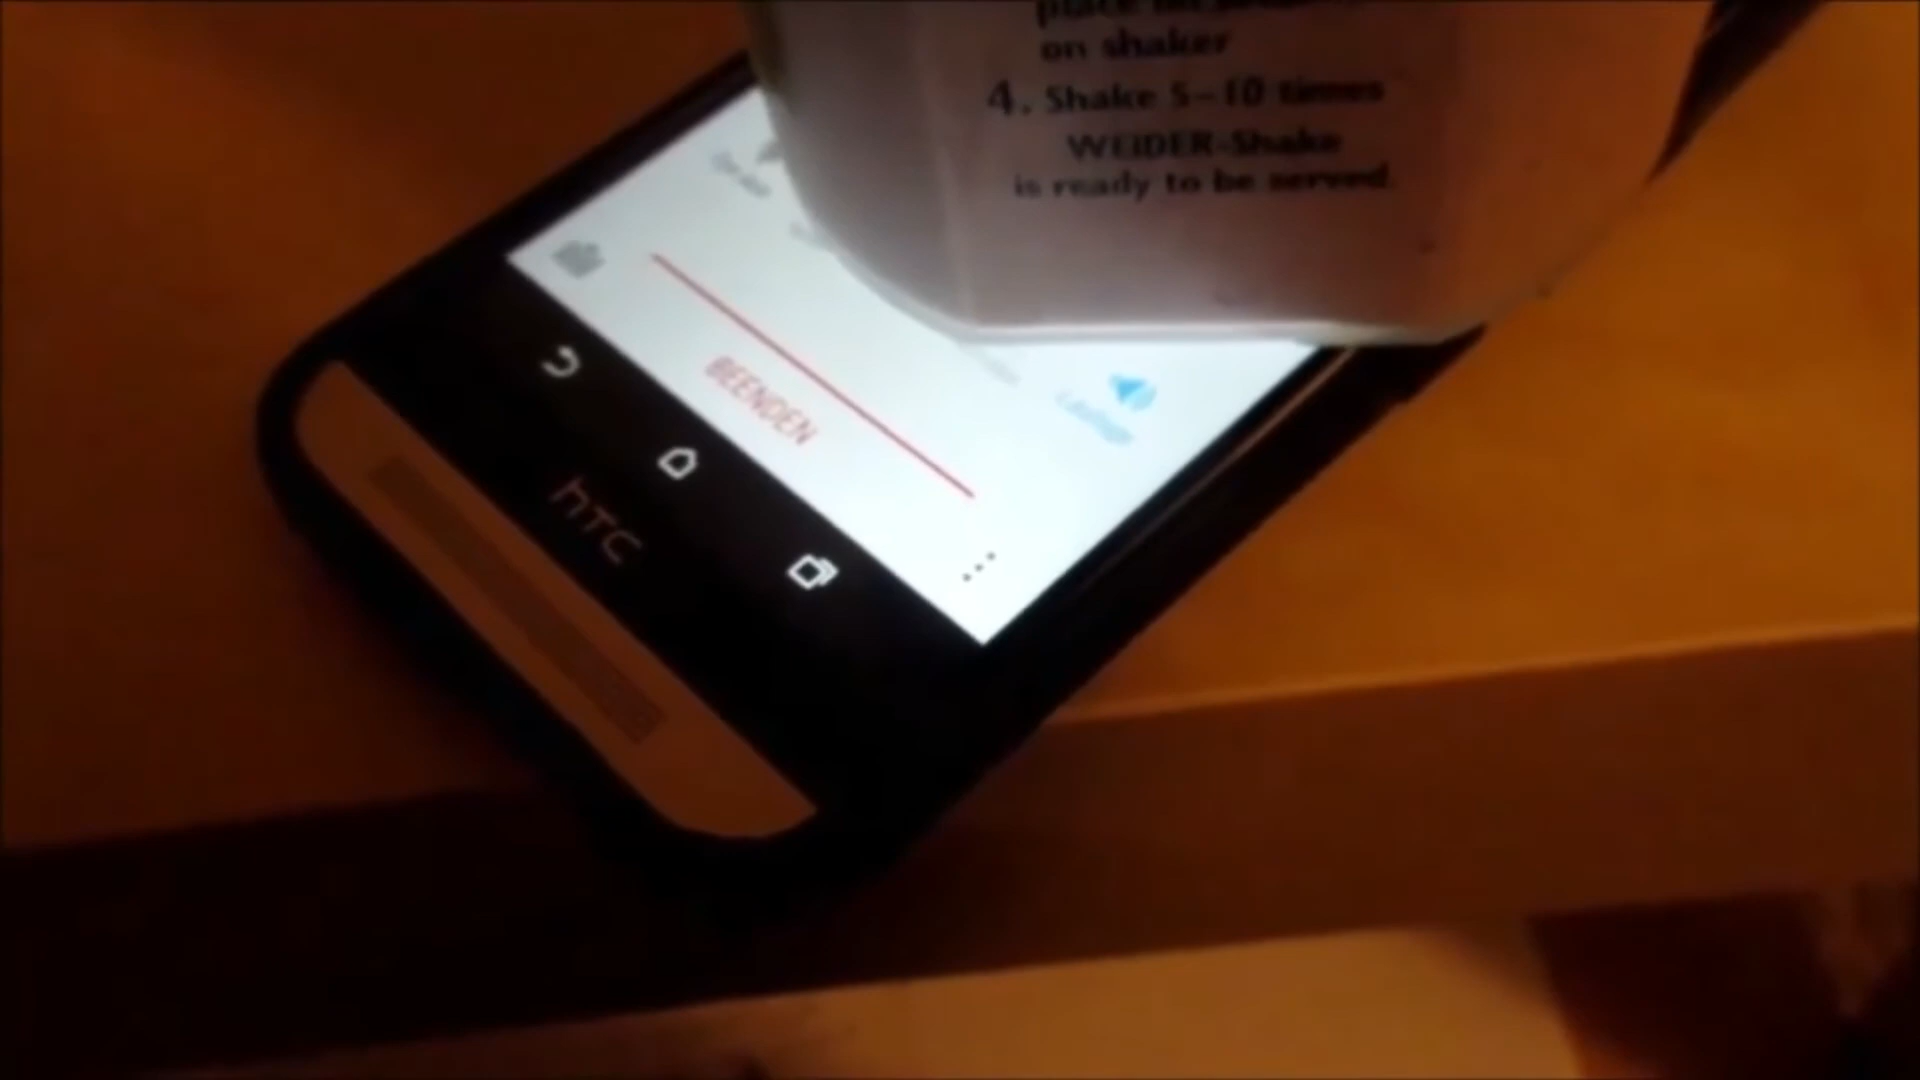 on shaker
4. Shake 5–10 times
WEIDER-Shake
is ready to be served.
BEENDEN
hTC